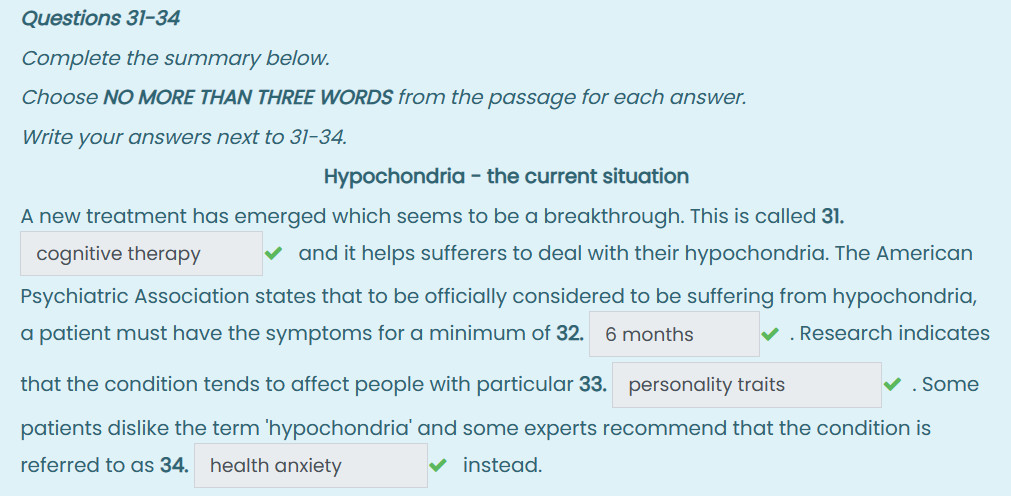 Questions 31-34
Complete the summary below.
Choose NO MORE THAN THREE WORDS from the passage for each answer.
Write your answers next to 31-34.
Hypochondria - the current situation
A new treatment has emerged which seems to be a breakthrough. This is called 31.
cognitive therapy ✔ and it helps sufferers to deal with their hypochondria. The American
Psychiatric Association states that to be officially considered to be suffering from hypochondria,
a patient must have the symptoms for a minimum of 32. 6 months ✔ . Research indicates
that the condition tends to affect people with particular 33. personality traits ✔ . Some
patients dislike the term 'hypochondria' and some experts recommend that the condition is
referred to as 34. health anxiety ✔ instead.